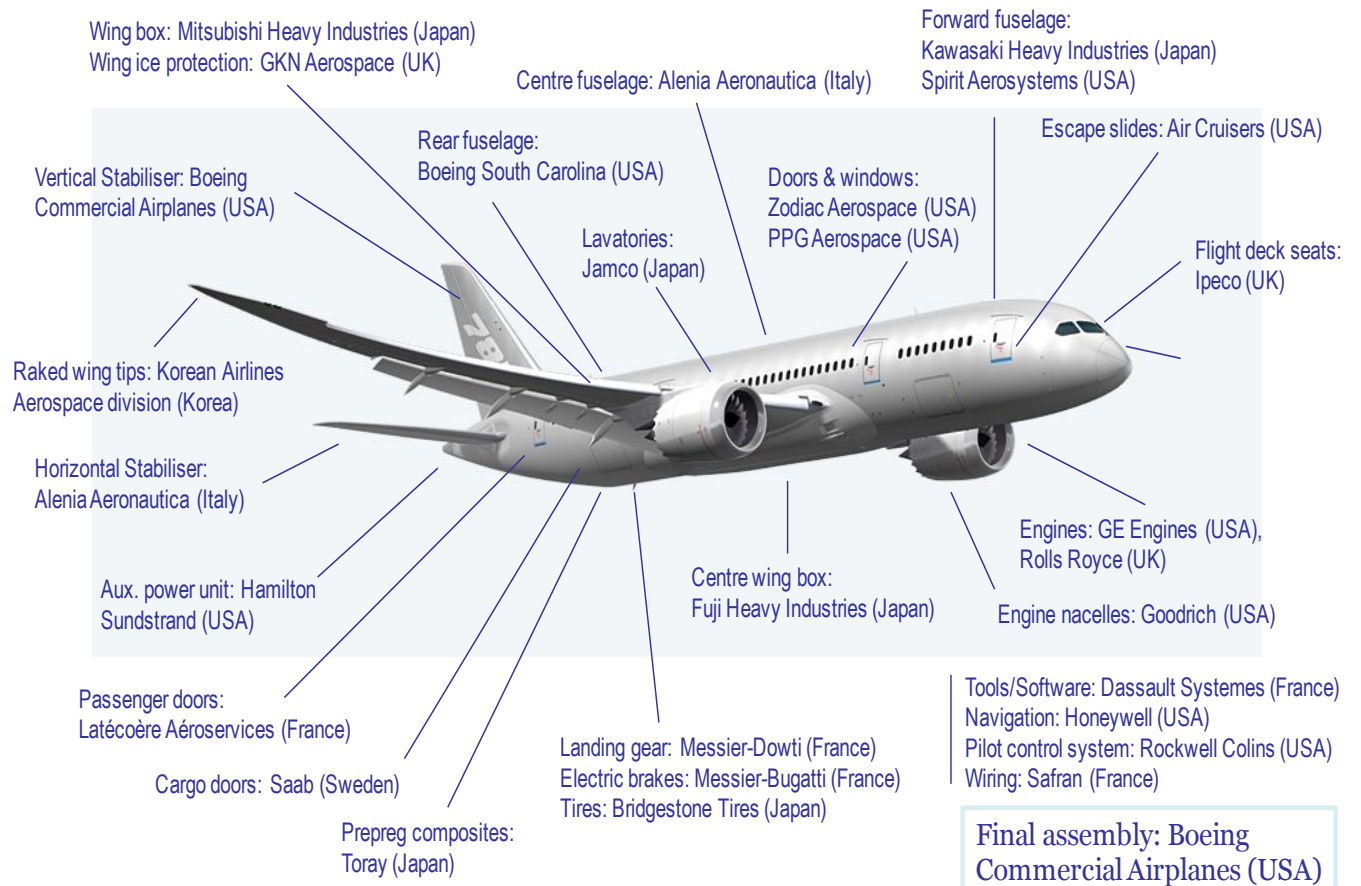 Wing box: Mitsubishi Heavy Industries (Japan)
Wing ice protection: GKN Aerospace (UK)
Forward fuselage:
Kawasaki Heavy Industries (Japan)
Spirit Aerosystems (USA)
Centre fuselage: Alenia Aeronautica (Italy)
Escape slides: Air Cruisers (USA)
Rear fuselage:
Boeing South Carolina (USA)
Vertical Stabiliser: Boeing
Commercial Airplanes (USA)
Doors & windows:
Zodiac Aerospace (USA)
PPG Aerospace (USA)
Lavatories:
Jamco (Japan)
Flight deck seats:
Ipeco (UK)
787
Raked wing tips: Korean Airlines
Aerospace division (Korea)
Horizontal Stabiliser:
Alenia Aeronautica (Italy)
Engines: GE Engines (USA),
Rolls Royce (UK)
Aux. power unit: Hamilton
Sundstrand (USA)
Centre wing box:
Fuji Heavy Industries (Japan)
Engine nacelles: Goodrich (USA)
Passenger doors:
Latécoère Aéroservices (France)
Cargo doors: Saab (Sweden)
Prepreg composites:
Toray (Japan)
Landing gear: Messier-Dowti (France)
Electric brakes: Messier-Bugatti (France)
Tires: Bridgestone Tires (Japan)
Tools/Software: Dassault Systemes (France)
Navigation: Honeywell (USA)
Pilot control system: Rockwell Colins (USA)
Wiring: Safran (France)
Final assembly: Boeing
Commercial Airplanes (USA)